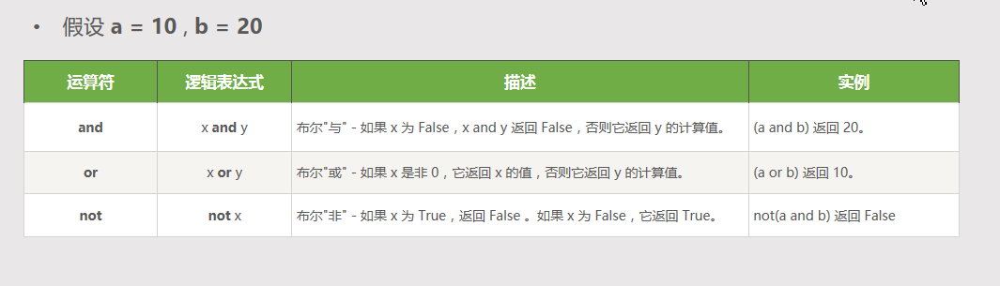 • 假设 a = 10 , b = 20
运算符 逻辑表达式 描述 实例
and x and y 布尔"与" - 如果 x 为 False，x and y 返回 False，否则它返回 y 的计算值。 (a and b) 返回 20。
or x or y 布尔"或" - 如果 x 是非 0，它返回 x 的值，否则它返回 y 的计算值。 (a or b) 返回 10。
not not x 布尔"非" - 如果 x 为 True，返回 False 。如果 x 为 False，它返回 True。 not(a and b) 返回 False